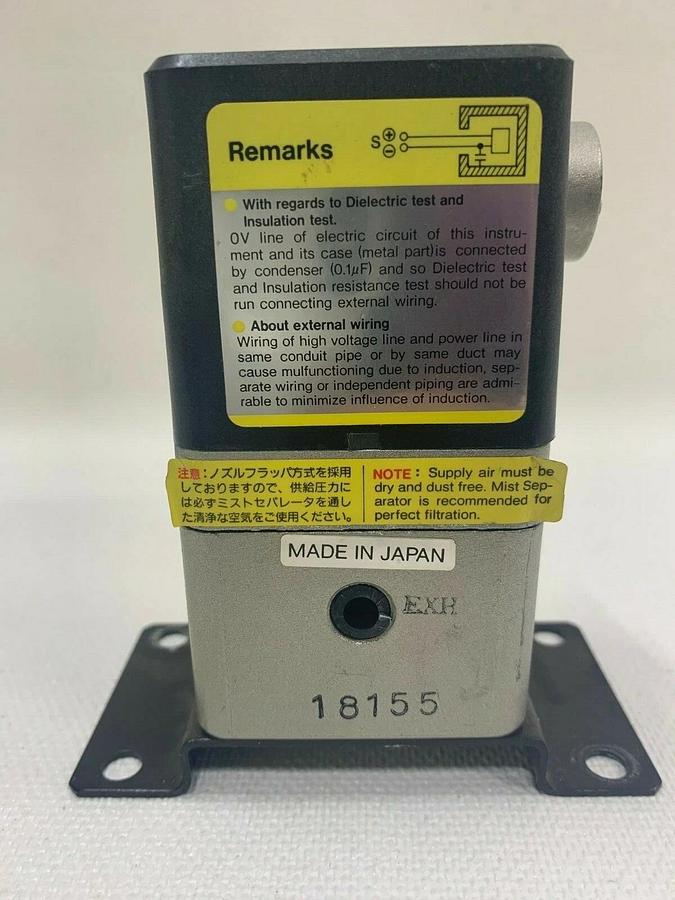 Remarks
S ⊕
⊖
With regards to Dielectric test and
Insulation test.
0V line of electric circuit of this instru-
ment and its case (metal part)is connected
by condenser (0.1μF) and so Dielectric test
and Insulation resistance test should not be
run connecting external wiring.
About external wiring
Wiring of high voltage line and power line in
same conduit pipe or by same duct may
cause mulfunctioning due to induction, sep-
arate wiring or independent piping are admi-
rable to minimize influence of induction.
注意:ノズルフラッパ方式を採用
しておりますので、供給圧力に
は必ずミストセパレータを通し
た清浄な空気をご使用ください。
NOTE: Supply air must be
dry and dust free. Mist Sep-
arator is recommended for
perfect filtration.
MADE IN JAPAN
EXH
18155